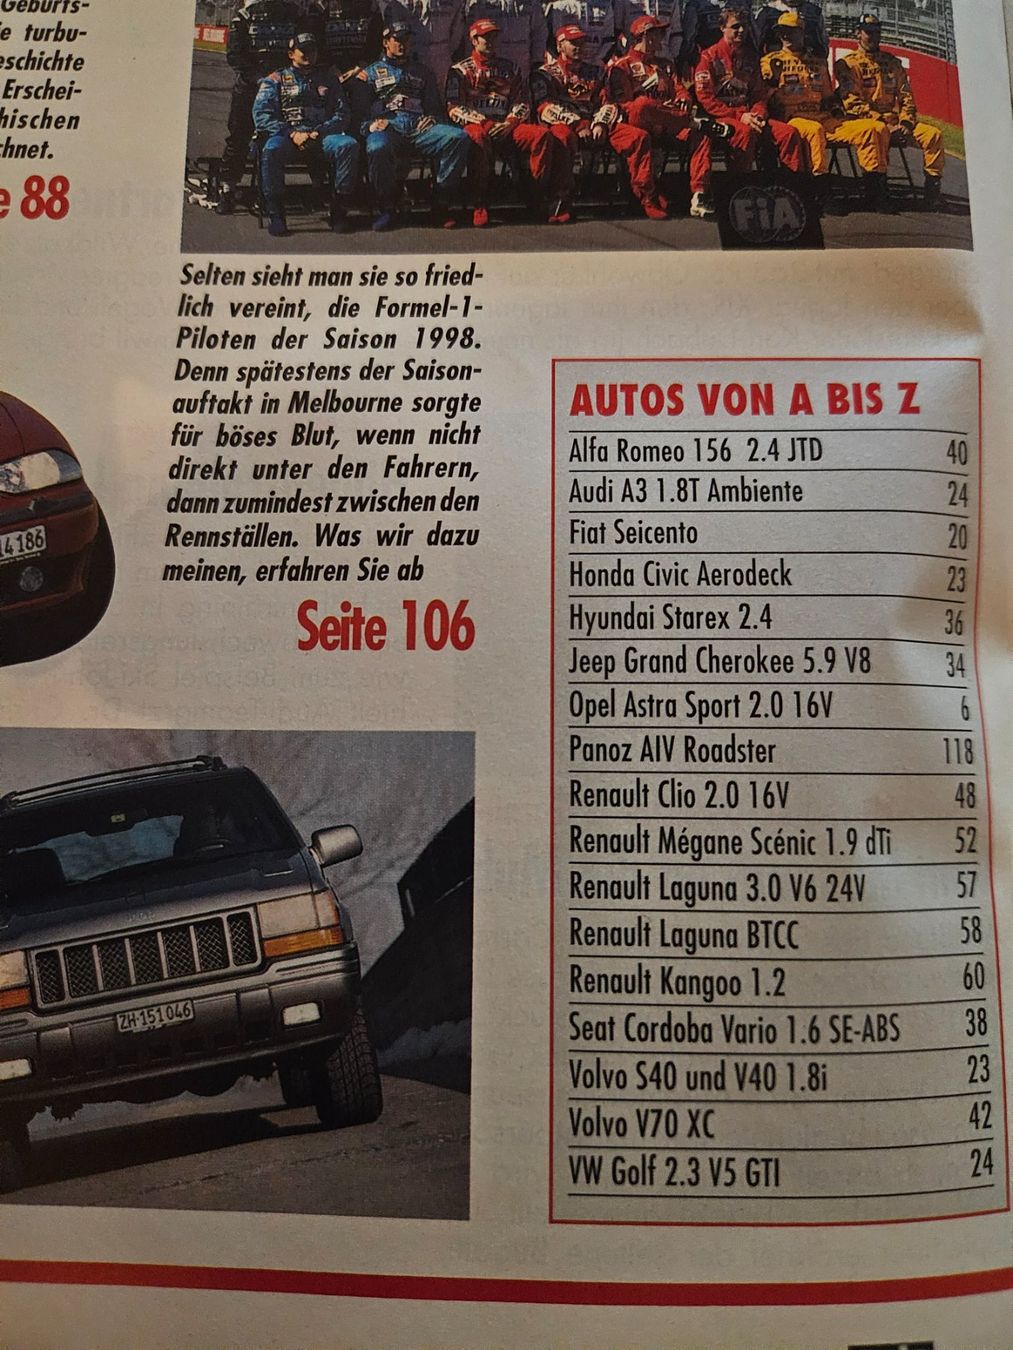 Geburts-
turbu-
Erschei-
chnet.
88
FiA
Selten sieht man sie so fried-
lich vereint, die Formel-1-
Piloten der Saison 1998.
Denn spätestens der Saison-
auftakt in Melbourne sorgte
für böses Blut, wenn nicht
direkt unter den Fahrern,
dann zumindest zwischen den
Rennställen. Was wir dazu
meinen, erfahren Sie ab
Seite 106
4 186
ZH·151046
AUTOS VON A BIS Z
Alfa Romeo 156 2.4 JTD 40
Audi A3 1.8T Ambiente 24
Fiat Seicento 20
Honda Civic Aerodeck 23
Hyundai Starex 2.4 36
Jeep Grand Cherokee 5.9 V8 34
Opel Astra Sport 2.0 16V 6
Panoz AIV Roadster 118
Renault Clio 2.0 16V 48
Renault Mégane Scénic 1.9 dTi 52
Renault Laguna 3.0 V6 24V 57
Renault Laguna BTCC 58
Renault Kangoo 1.2 60
Seat Cordoba Vario 1.6 SE-ABS 38
Volvo S40 und V40 1.8i 23
Volvo V70 XC 42
VW Golf 2.3 V5 GTI 24